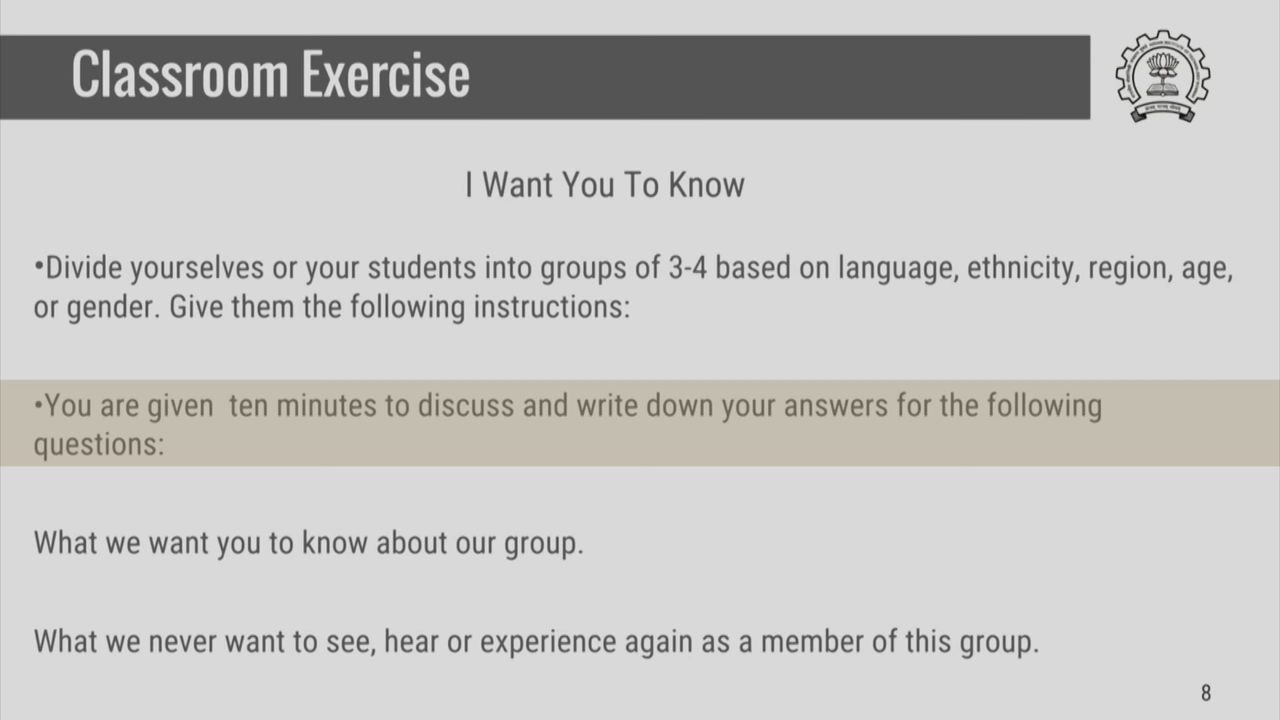 Classroom Exercise
I Want You To Know
•Divide yourselves or your students into groups of 3-4 based on language, ethnicity, region, age,
or gender. Give them the following instructions:
•You are given  ten minutes to discuss and write down your answers for the following
questions:
What we want you to know about our group.
What we never want to see, hear or experience again as a member of this group.
8